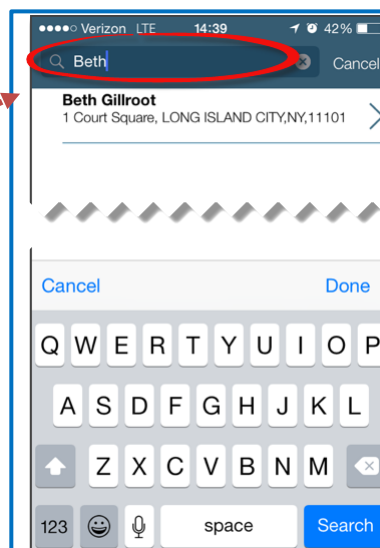 Verizon LTE 14:39 42%
Beth Cancel
Beth Gillroot
1 Court Square, LONG ISLAND CITY,NY,11101
Cancel Done
Q W E R T Y U I O P
A S D F G H J K L
Z X C V B N M
123 space Search